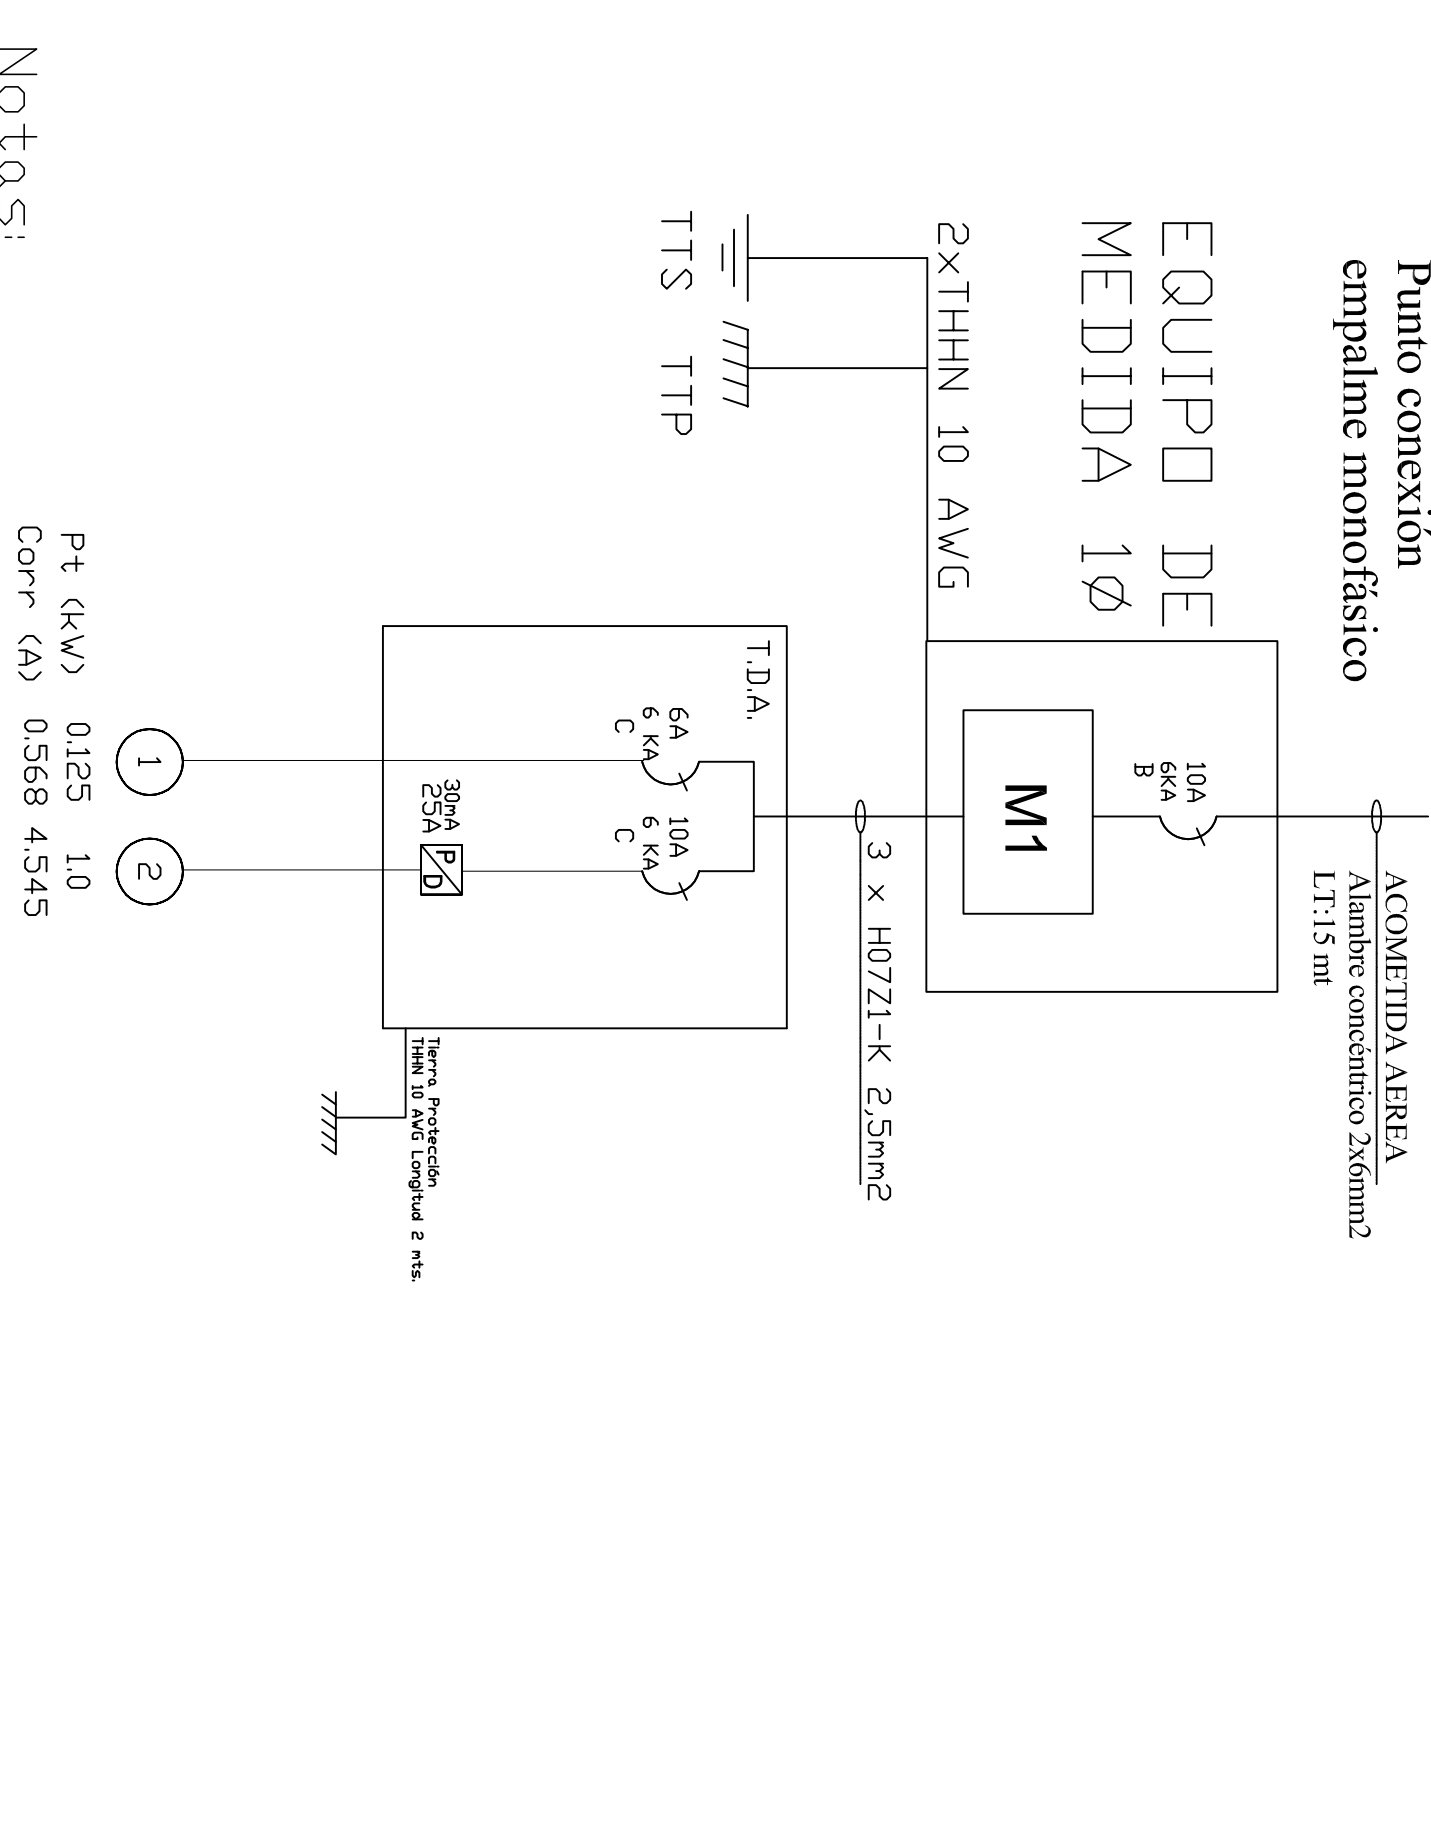 Punto conexión
empalme monofásico
ACOMETIDA AEREA
Alambre concéntrico 2x6mm2
LT:15 mt
EQUIPO DE
MEDIDA 1Ø
10A
6KA
B
M1
2xTHHN 10 AWG
3 x H07Z1-K 2,5mm2
TTS TTP
T.D.A.
6A
6 KA
C
10A
6 KA
C
30mA
25A
P
D
Tierra Protección
THHN 10 AWG Longitud 2 mts.
1 2
Pt (kW) 0.125 1.0
Corr (A) 0.568 4.545
Notas: